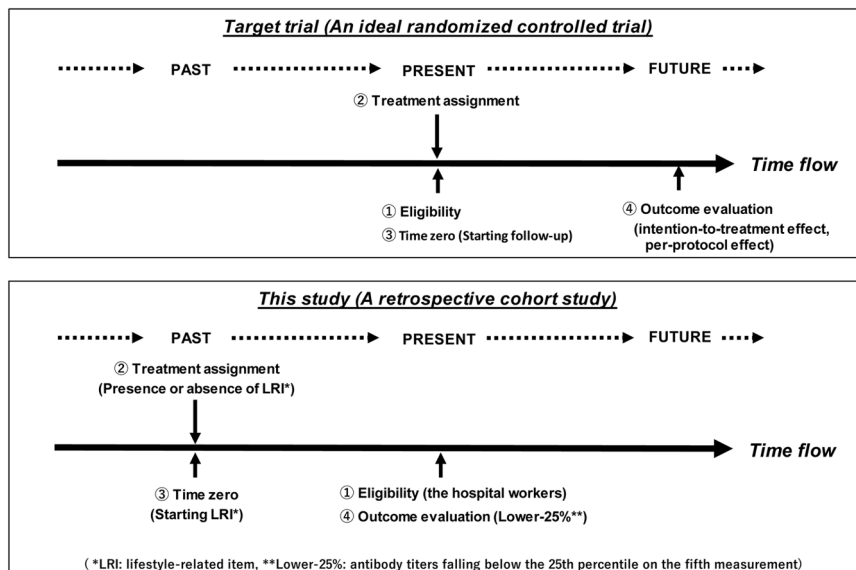 Target trial (An ideal randomized controlled trial)
PAST PRESENT FUTURE
② Treatment assignment
Time flow
① Eligibility
③ Time zero (Starting follow-up)
④ Outcome evaluation
(intention-to-treatment effect,
per-protocol effect)
This study (A retrospective cohort study)
PAST PRESENT FUTURE
② Treatment assignment
(Presence or absence of LRI*)
Time flow
③ Time zero
(Starting LRI*)
① Eligibility (the hospital workers)
④ Outcome evaluation (Lower-25%**)
( *LRI: lifestyle-related item, **Lower-25%: antibody titers falling below the 25th percentile on the fifth measurement)